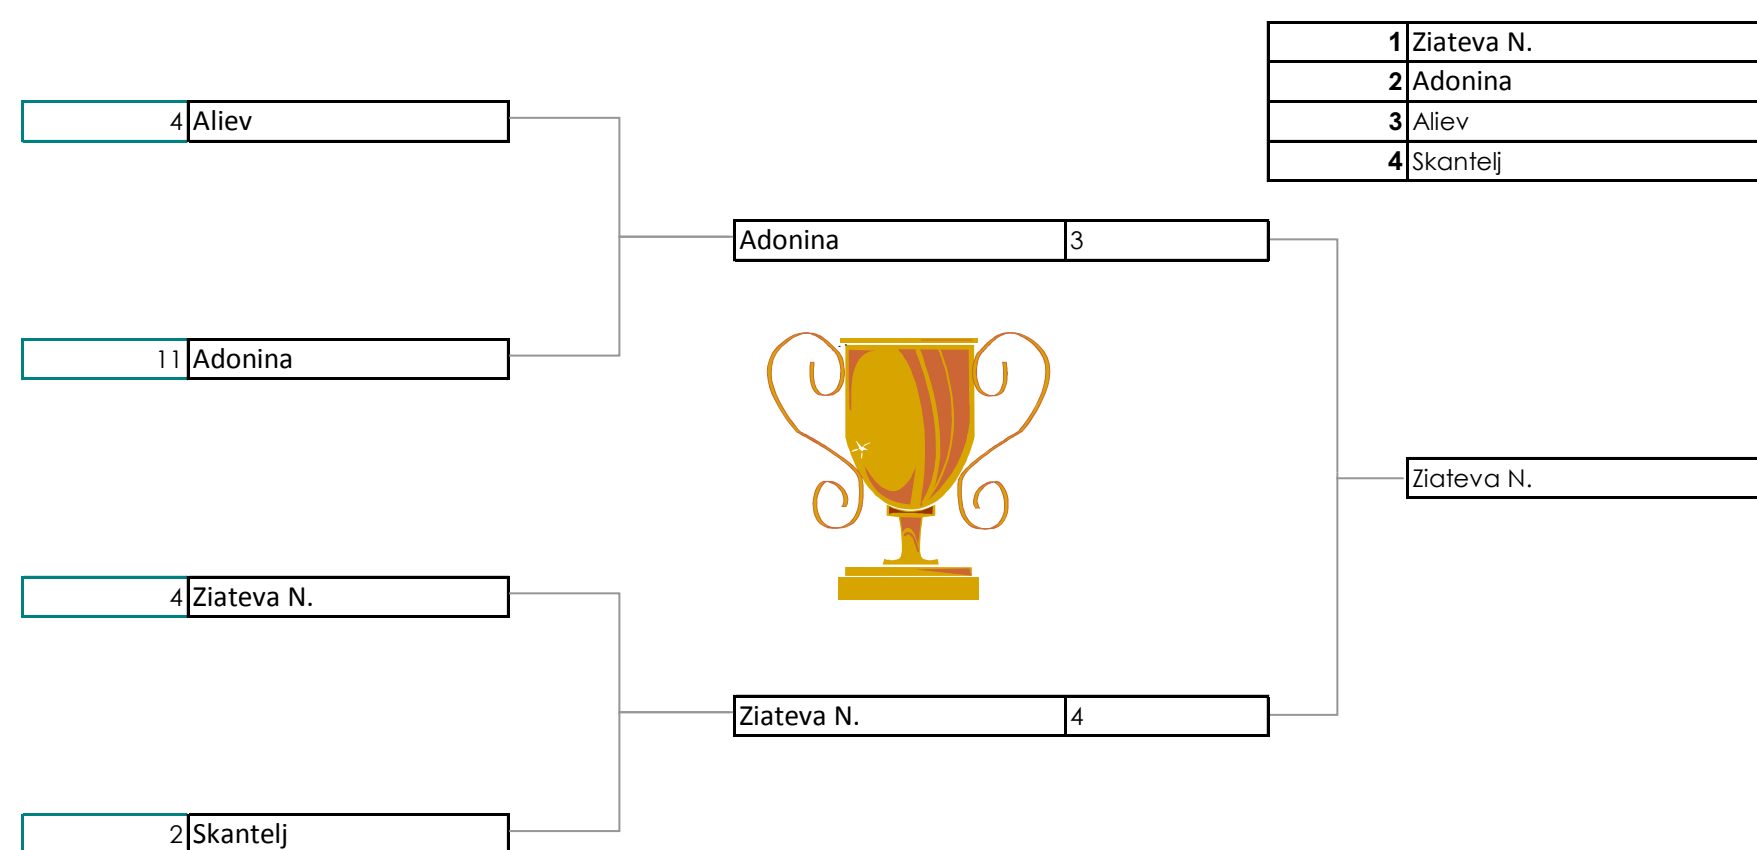 1 Ziateva N.
2 Adonina
3 Aliev
4 Skantelj
4 Aliev
Adonina 3
11 Adonina
Ziateva N.
4 Ziateva N.
Ziateva N. 4
2 Skantelj